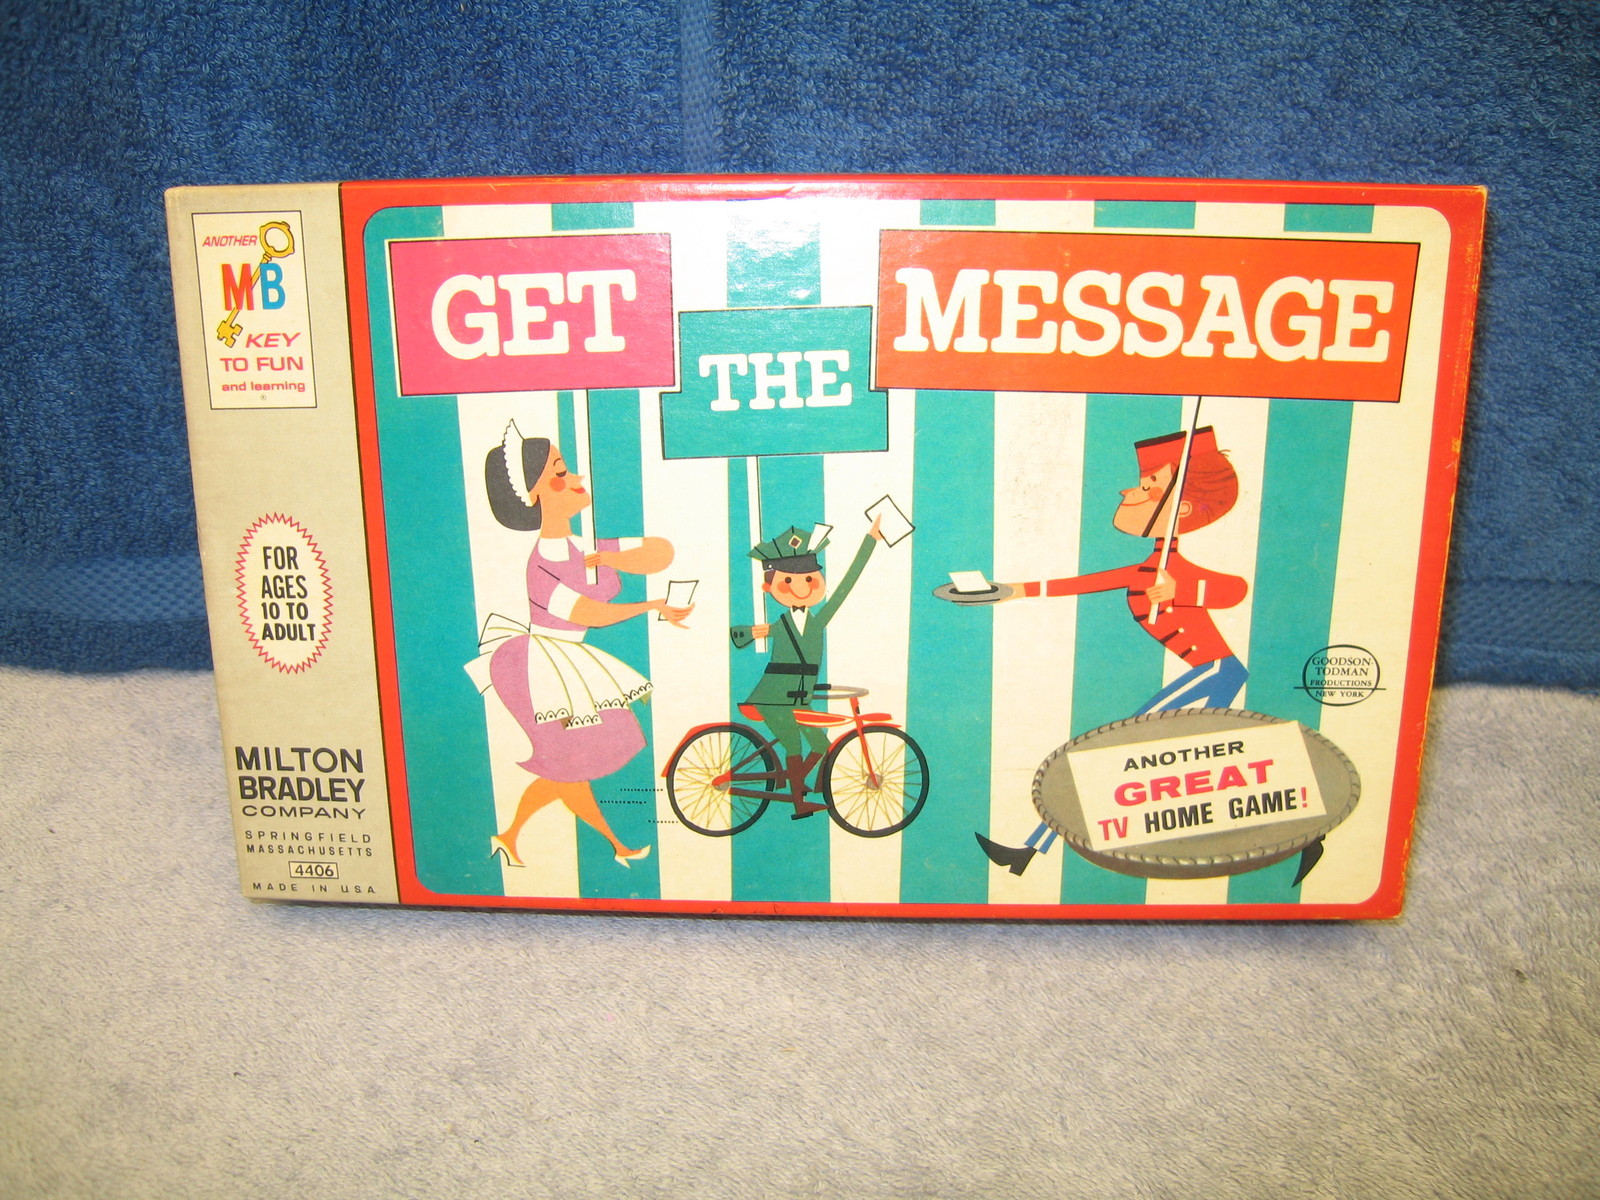 ANOTHER
MB
KEY
TO FUN
and learning
®
FOR
AGES
10 TO
ADULT
MILTON
BRADLEY
COMPANY
SPRINGFIELD
MASSACHUSETTS
4406
MADE IN U.S.A.
GET
THE
MESSAGE
GOODSON-
TODMAN
PRODUCTIONS
NEW YORK
ANOTHER
GREAT
TV HOME GAME!